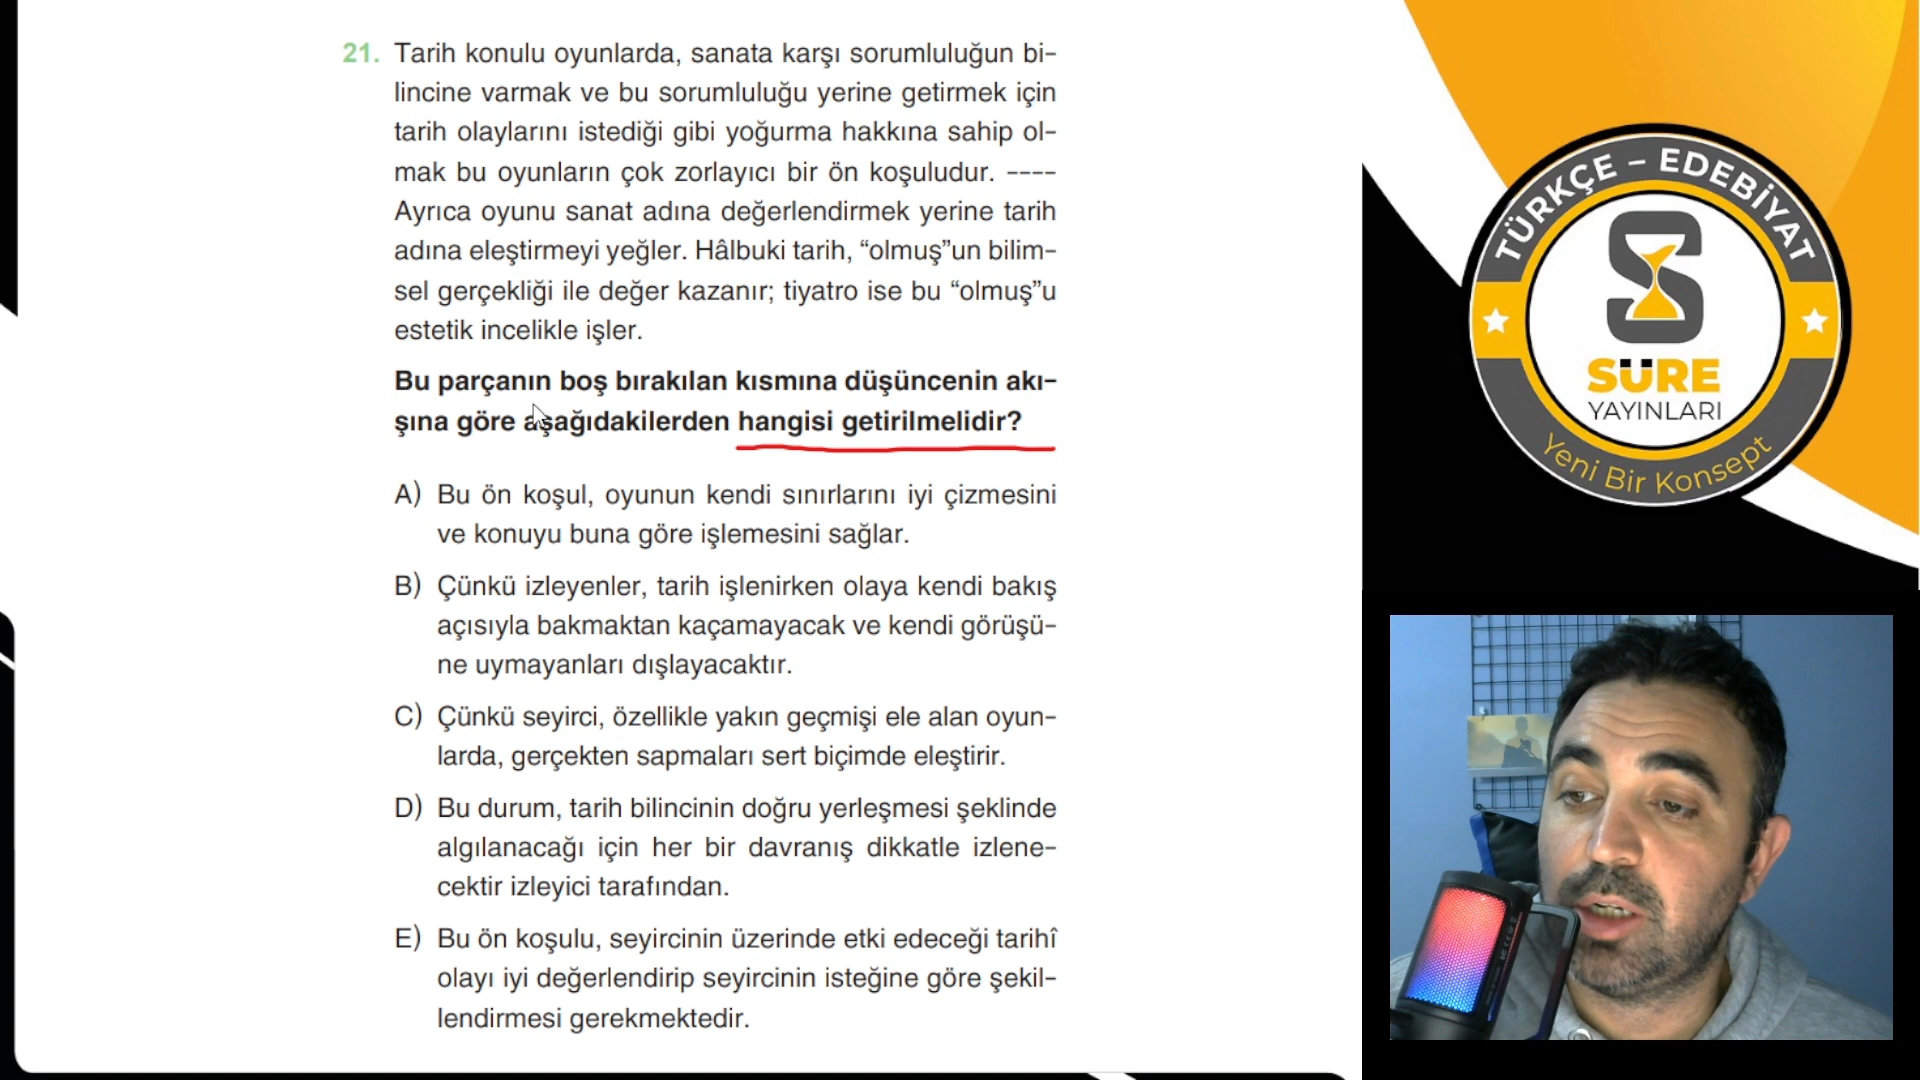 21. Tarih konulu oyunlarda, sanata karşı sorumluluğun bi-
lincine varmak ve bu sorumluluğu yerine getirmek için
tarih olaylarını istediği gibi yoğurma hakkına sahip ol-
mak bu oyunların çok zorlayıcı bir ön koşuludur. ----
Ayrıca oyunu sanat adına değerlendirmek yerine tarih
adına eleştirmeyi yeğler. Hâlbuki tarih, “olmuş”un bilim-
sel gerçekliği ile değer kazanır; tiyatro ise bu “olmuş”u
estetik incelikle işler.
Bu parçanın boş bırakılan kısmına düşüncenin akı-
şına göre aşağıdakilerden hangisi getirilmelidir?
A) Bu ön koşul, oyunun kendi sınırlarını iyi çizmesini
ve konuyu buna göre işlemesini sağlar.
B) Çünkü izleyenler, tarih işlenirken olaya kendi bakış
açısıyla bakmaktan kaçamayacak ve kendi görüşü-
ne uymayanları dışlayacaktır.
C) Çünkü seyirci, özellikle yakın geçmişi ele alan oyun-
larda, gerçekten sapmaları sert biçimde eleştirir.
D) Bu durum, tarih bilincinin doğru yerleşmesi şeklinde
algılanacağı için her bir davranış dikkatle izlene-
cektir izleyici tarafından.
E) Bu ön koşulu, seyircinin üzerinde etki edeceği tarihî
olayı iyi değerlendirip seyircinin isteğine göre şekil-
lendirmesi gerekmektedir.
TÜRKÇE – EDEBİYAT
S
SÜRE
YAYINLARI
Yeni Bir Konsept